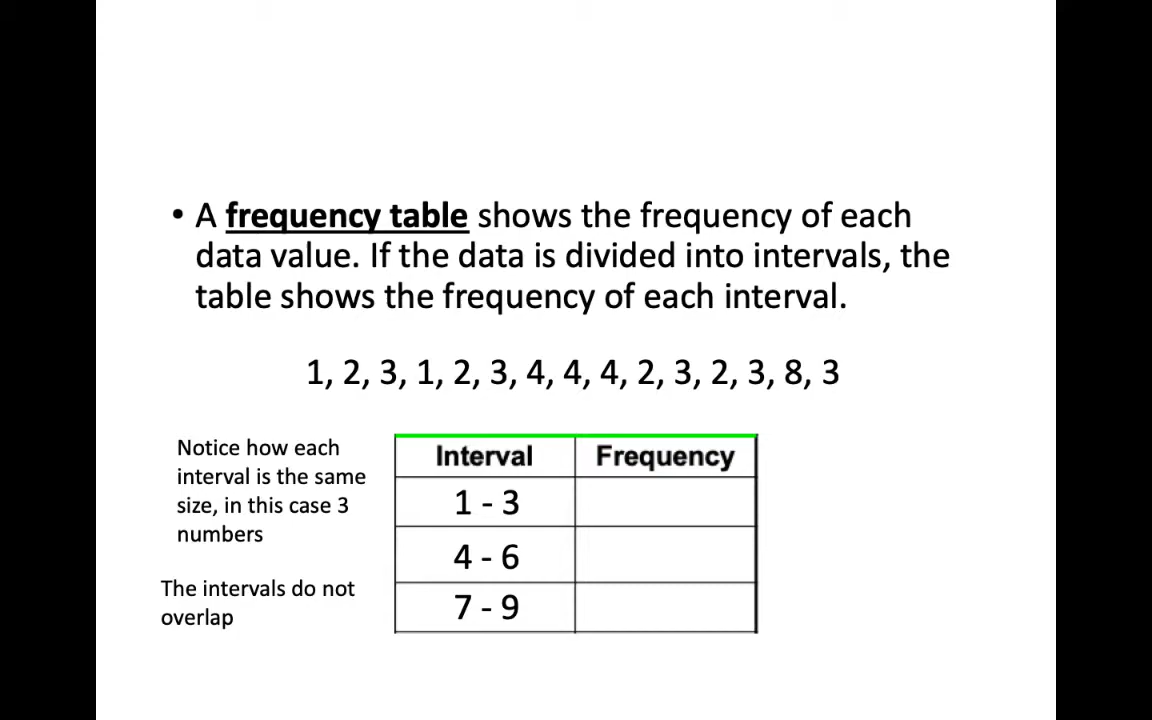 • A frequency table shows the frequency of each
data value. If the data is divided into intervals, the
table shows the frequency of each interval.
1, 2, 3, 1, 2, 3, 4, 4, 4, 2, 3, 2, 3, 8, 3
Notice how each
interval is the same
size, in this case 3
numbers
The intervals do not
overlap
Interval Frequency
1 - 3
4 - 6
7 - 9